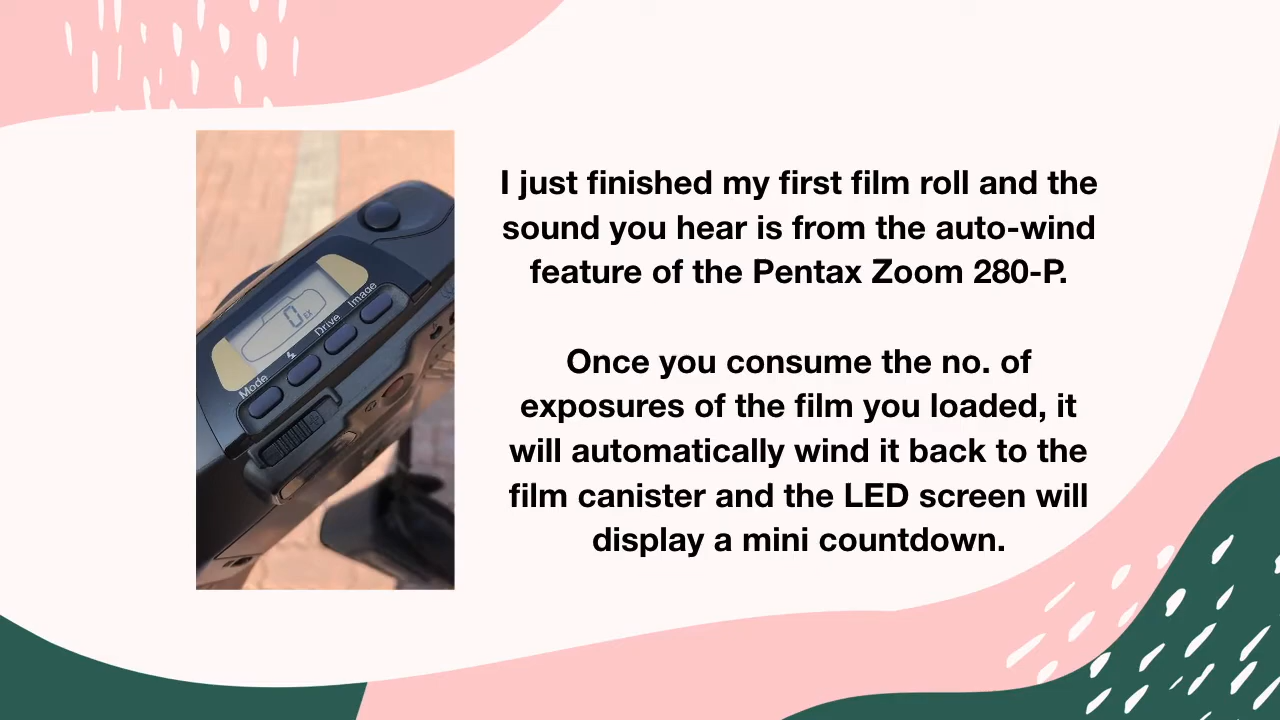 I just finished my first film roll and the
sound you hear is from the auto-wind
feature of the Pentax Zoom 280-P.
Once you consume the no. of
exposures of the film you loaded, it
will automatically wind it back to the
film canister and the LED screen will
display a mini countdown.
0 EX
Mode
Drive
Image